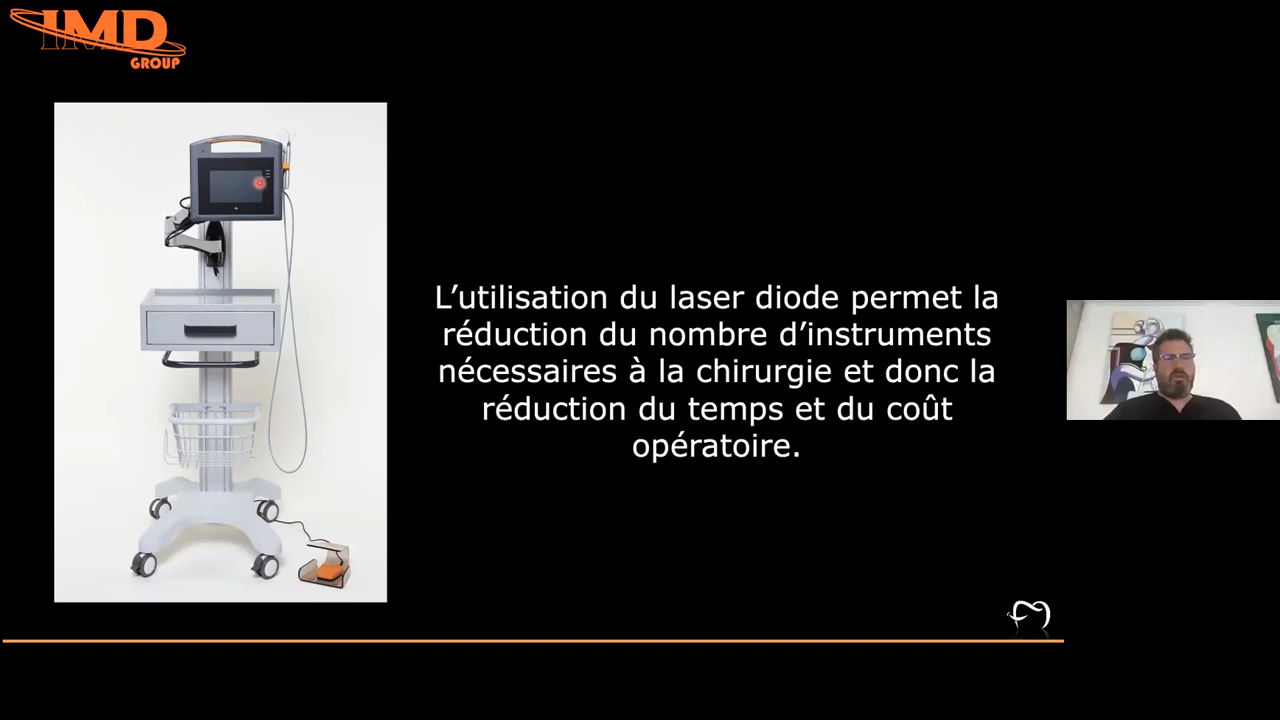 IMD
GROUP
L’utilisation du laser diode permet la
réduction du nombre d’instruments
nécessaires à la chirurgie et donc la
réduction du temps et du coût
opératoire.